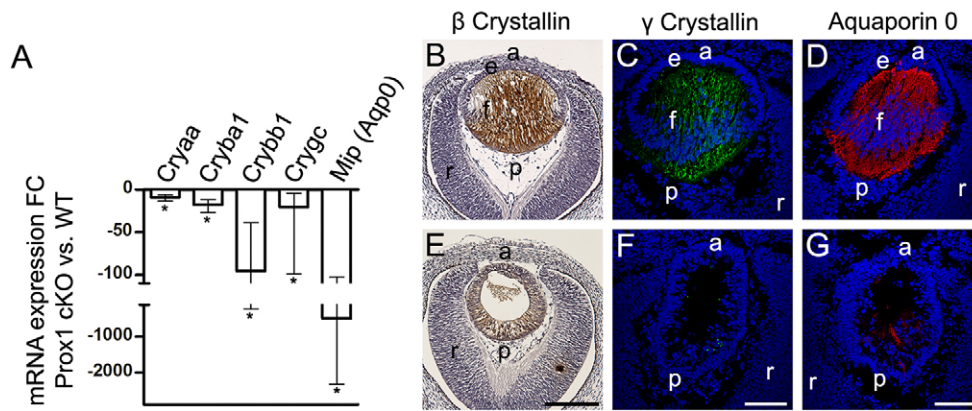 β Crystallin
γ Crystallin
Aquaporin 0
A
B
a
e
f
r
p
C
a
e
f
p
r
D
a
e
f
p
r
Cryaa
Cryba1
Crybb1
Crygc
Mip (Aqp0)
mRNA expression FC
Prox1 cKO vs. WT
0
-50
-100
-1000
-2000
*
*
*
*
*
E
a
r
p
F
a
p
r
G
a
r
p